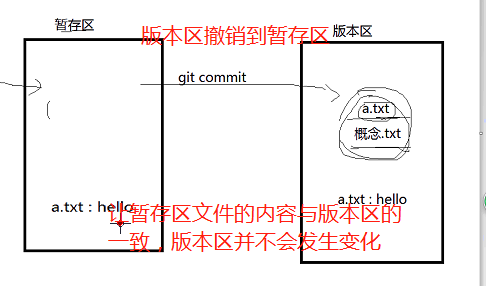 暂存区
版本区撤销到暂存区
版本区
git commit
a.txt
概念.txt
a.txt : hello
a.txt : hello
让暂存区文件的内容与版本区的
一致，版本区并不会发生变化